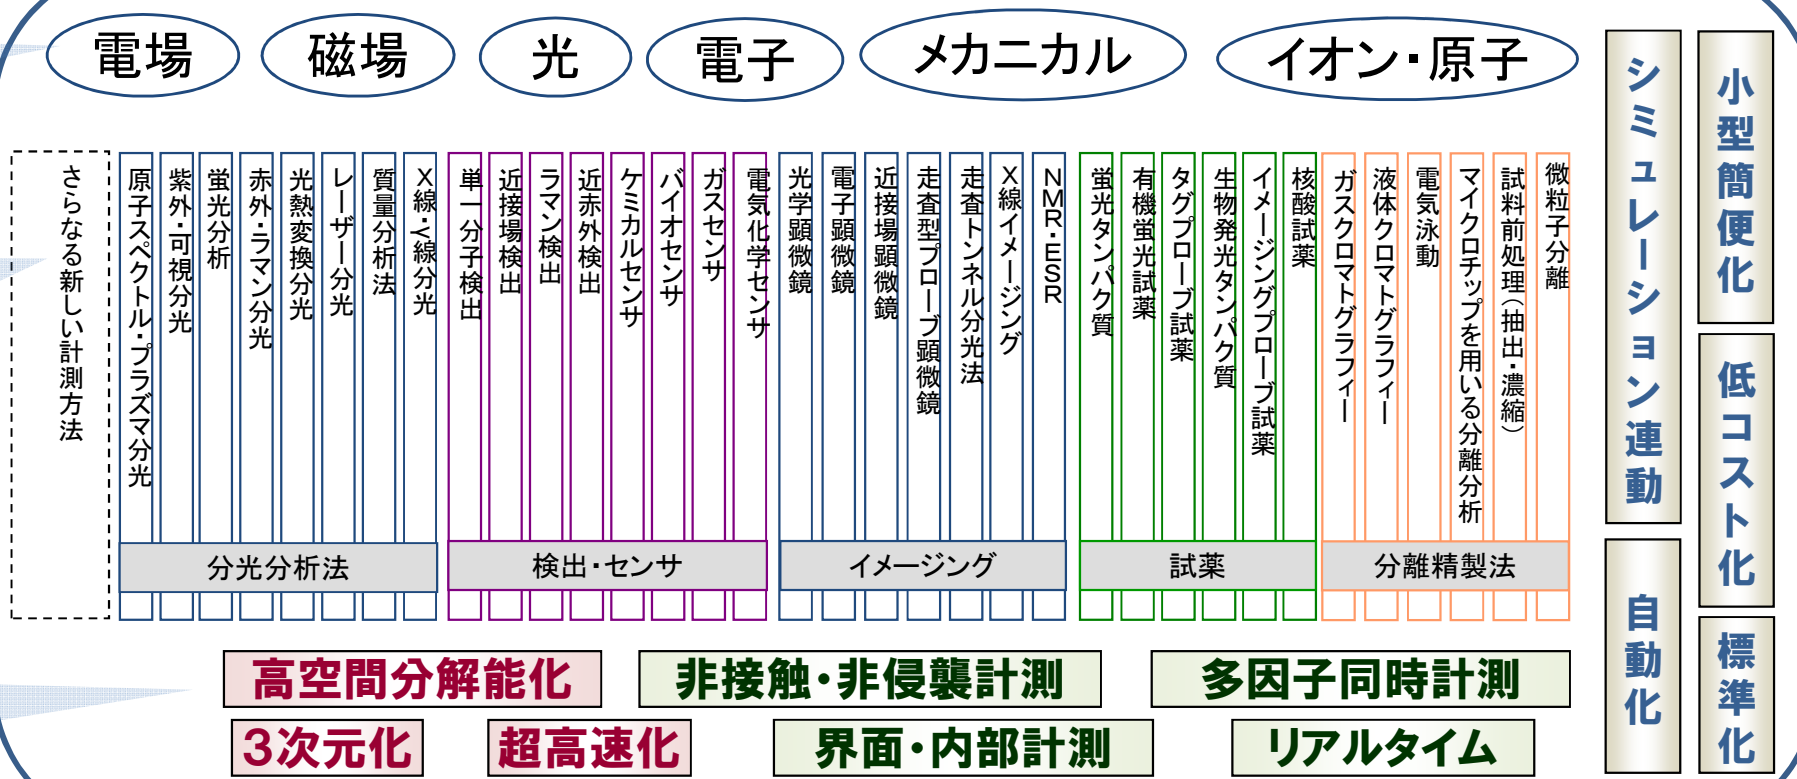 電場
磁場
光
電子
メカニカル
イオン・原子
さらなる新しい計測方法
原子スペクトル・プラズマ分光
紫外・可視分光
蛍光分析
赤外・ラマン分光
光熱変換分光
レーザー分光
質量分析法
X線・γ線分光
分光分析法
単一分子検出
近接場検出
ラマン検出
近赤外検出
ケミカルセンサ
バイオセンサ
ガスセンサ
電気化学センサ
検出・センサ
光学顕微鏡
電子顕微鏡
近接場顕微鏡
走査型プローブ顕微鏡
走査トンネル分光法
X線イメージング
NMR・ESR
イメージング
蛍光タンパク質
有機蛍光試薬
タグプローブ試薬
生物発光タンパク質
イメージングプローブ試薬
核酸試薬
試薬
ガスクロマトグラフィー
液体クロマトグラフィー
電気泳動
マイクロチップを用いる分離分析
試料前処理（抽出・濃縮）
微粒子分離
分離精製法
シミュレーション連動
自動化
小型簡便化
低コスト化
標準化
高空間分解能化
非接触・非侵襲計測
多因子同時計測
3次元化
超高速化
界面・内部計測
リアルタイム